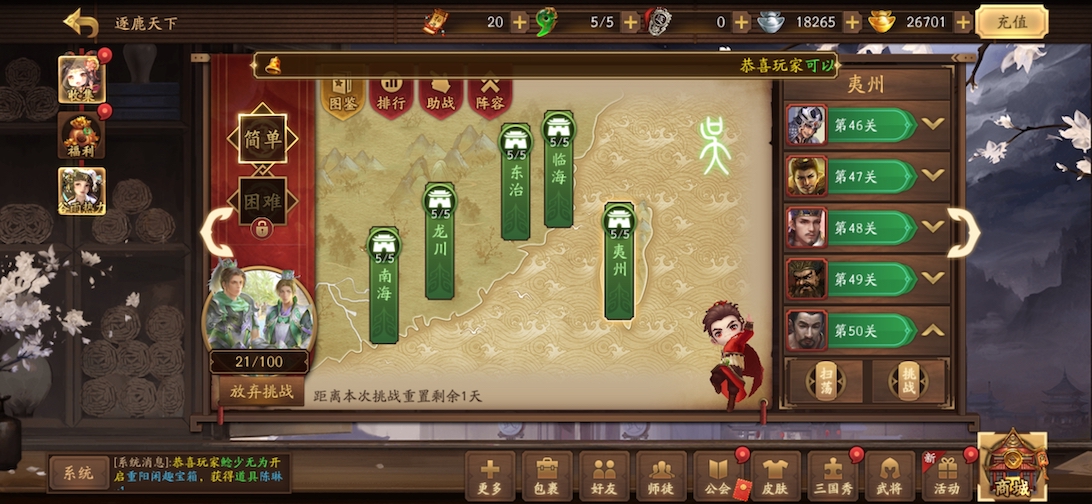 逐鹿天下
20
5/5
0
18265
26701
充值
恭喜玩家可以
收集
福利
简单
困难
图鉴
排行
助战
阵容
5/5
南海
5/5
龙川
5/5
东治
5/5
临海
5/5
夷州
吴
夷州
第46关
第47关
第48关
第49关
第50关
扫荡
挑战
21/100
放弃挑战
距离本次挑战重置剩余1天
系统
[系统消息]:恭喜玩家鲶少无为开
启重阳闲趣宝箱，获得道具陈琳
更多
包裹
好友
师徒
公会
皮肤
三国秀
武将
新
活动
商城